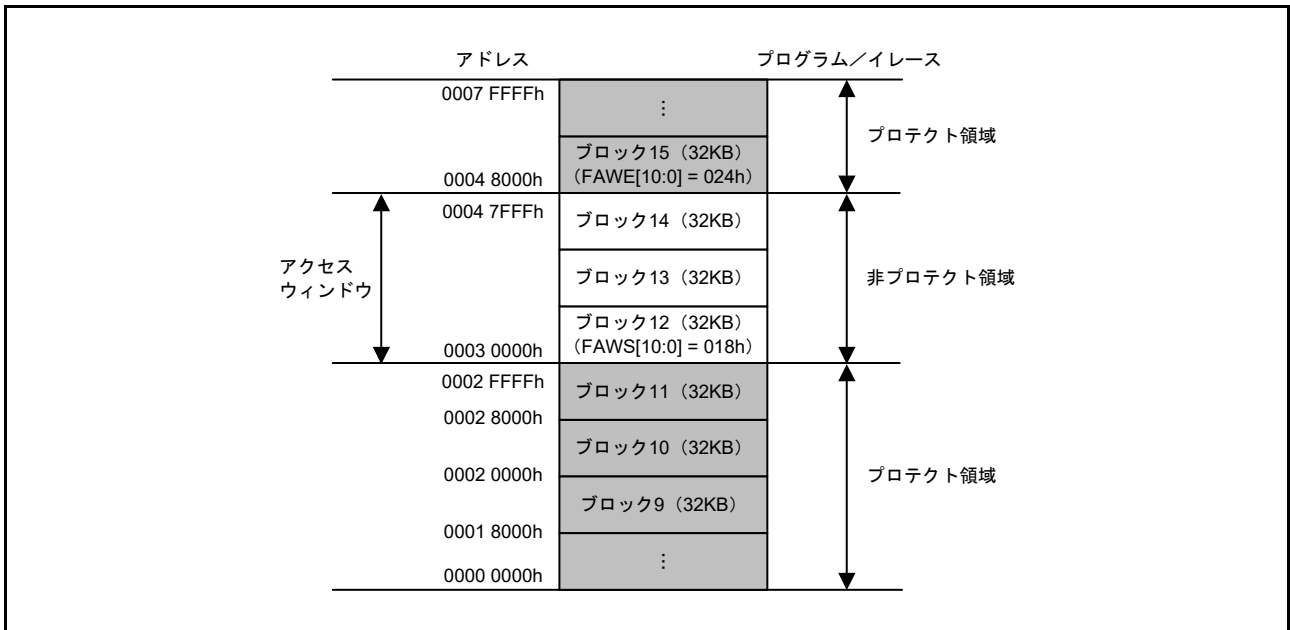 アドレス
プログラム／イレース
0007 FFFFh
⋮
プロテクト領域
ブロック15（32KB）
（FAWE[10:0] = 024h）
0004 8000h
0004 7FFFh
ブロック14（32KB）
アクセス
ウィンドウ
ブロック13（32KB）
非プロテクト領域
ブロック12（32KB）
（FAWS[10:0] = 018h）
0003 0000h
0002 FFFFh
ブロック11（32KB）
0002 8000h
ブロック10（32KB）
0002 0000h
プロテクト領域
ブロック9（32KB）
0001 8000h
⋮
0000 0000h